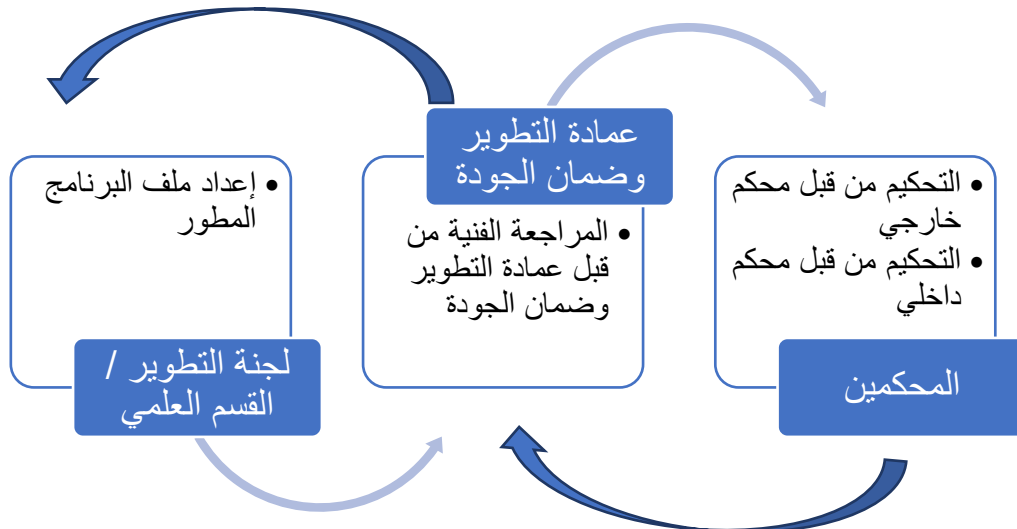 عمادة التطوير
وضمان الجودة
• التحكيم من قبل محكم
خارجي
• التحكيم من قبل محكم
داخلي
المحكمين
• المراجعة الفنية من
قبل عمادة التطوير
وضمان الجودة
• إعداد ملف البرنامج
المطور
لجنة التطوير /
القسم العلمي